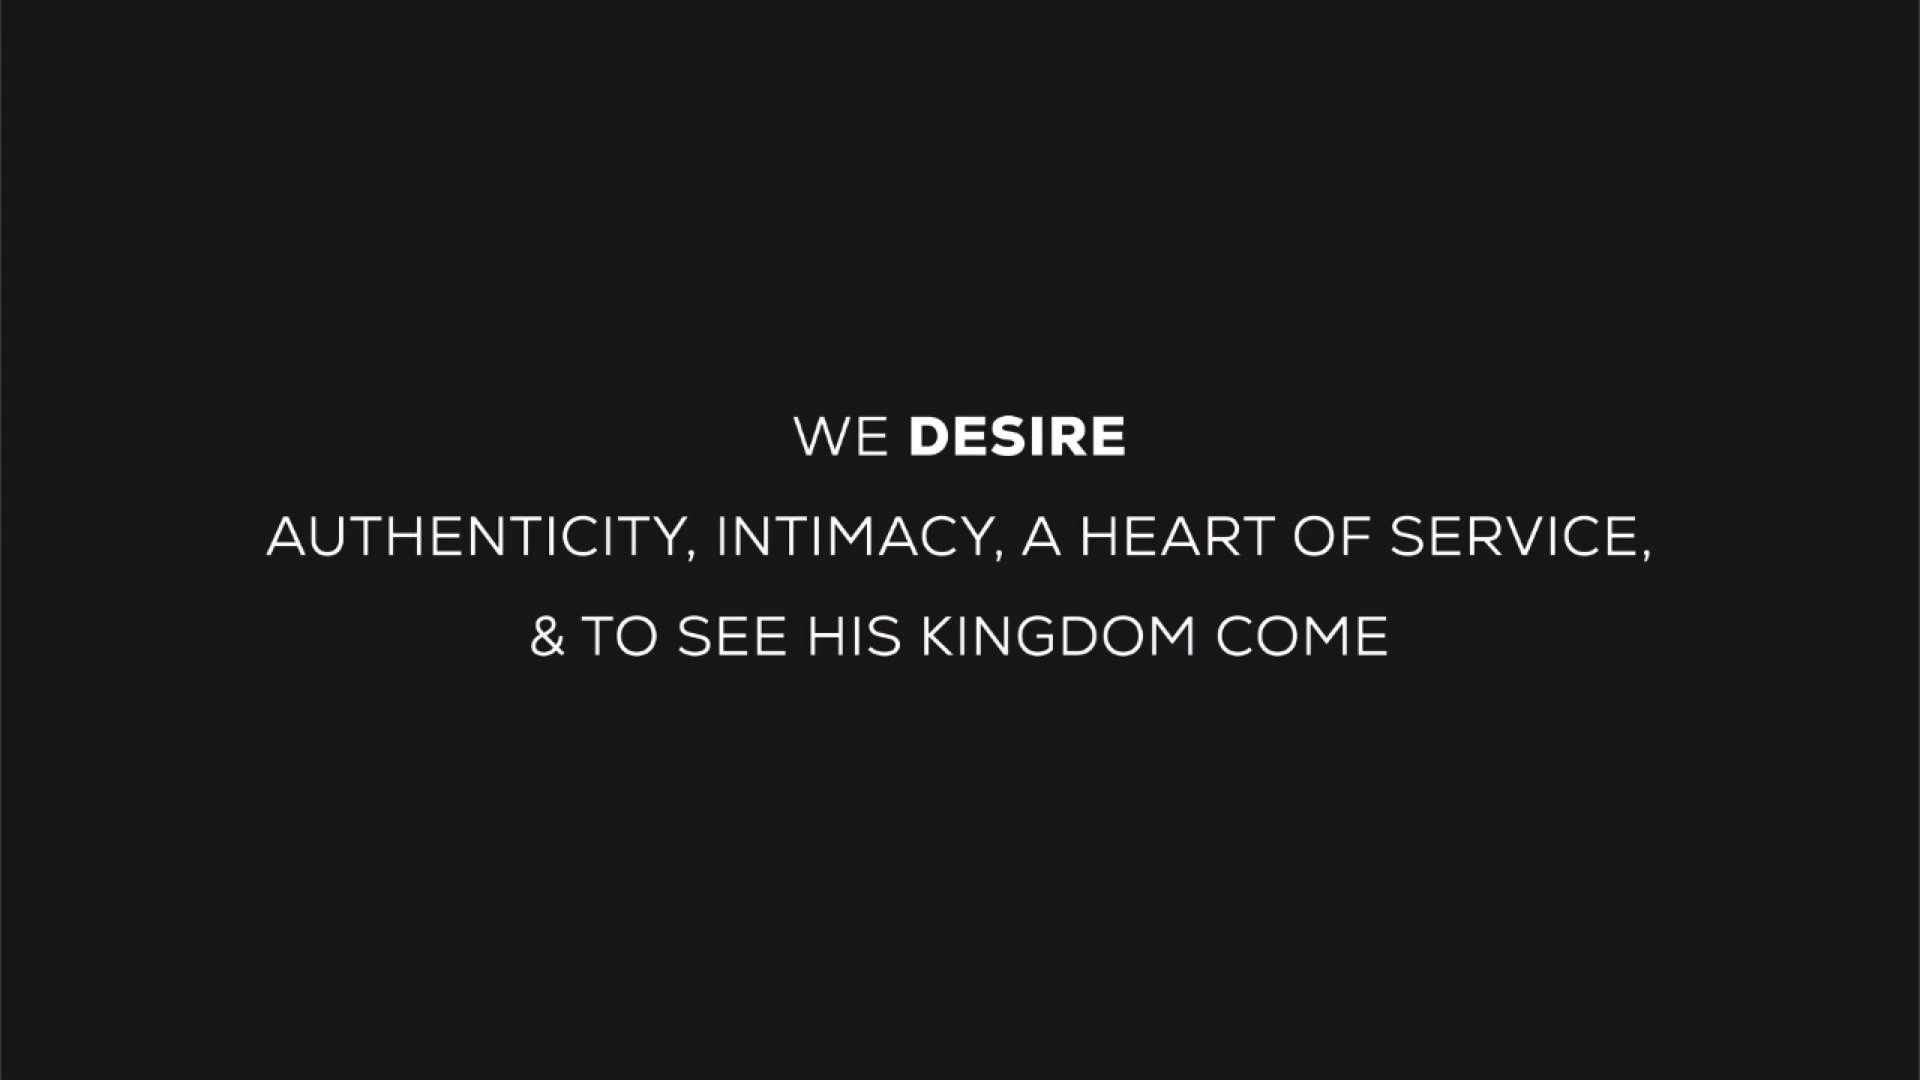 WE DESIRE
AUTHENTICITY, INTIMACY, A HEART OF SERVICE,
& TO SEE HIS KINGDOM COME